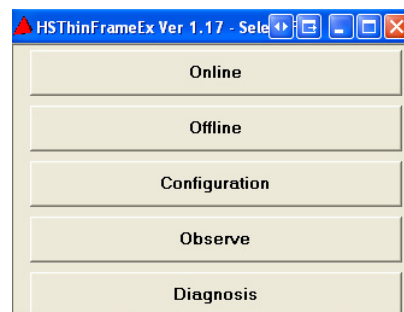 HSThinFrameEx Ver 1.17 - Sele
Online
Offline
Configuration
Observe
Diagnosis